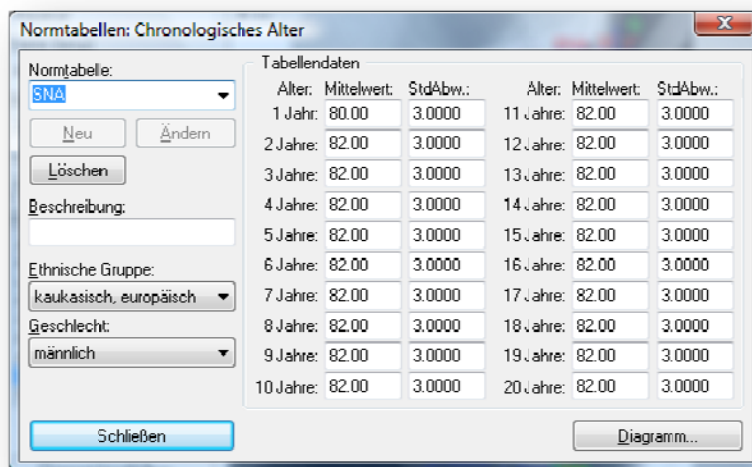 Normtabellen: Chronologisches Alter
Normtabelle:
SNA
Neu
Ändern
Löschen
Beschreibung:
Ethnische Gruppe:
kaukasisch, europäisch
Geschlecht:
männlich
Schließen
Tabellendaten
Alter: Mittelwert: StdAbw.:
1 Jahr: 80.00 3.0000
2 Jahre: 82.00 3.0000
3 Jahre: 82.00 3.0000
4 Jahre: 82.00 3.0000
5 Jahre: 82.00 3.0000
6 Jahre: 82.00 3.0000
7 Jahre: 82.00 3.0000
8 Jahre: 82.00 3.0000
9 Jahre: 82.00 3.0000
10 Jahre: 82.00 3.0000
Alter: Mittelwert: StdAbw.:
11 Jahre: 82.00 3.0000
12 Jahre: 82.00 3.0000
13 Jahre: 82.00 3.0000
14 Jahre: 82.00 3.0000
15 Jahre: 82.00 3.0000
16 Jahre: 82.00 3.0000
17 Jahre: 82.00 3.0000
18 Jahre: 82.00 3.0000
19 Jahre: 82.00 3.0000
20 Jahre: 82.00 3.0000
Diagramm...